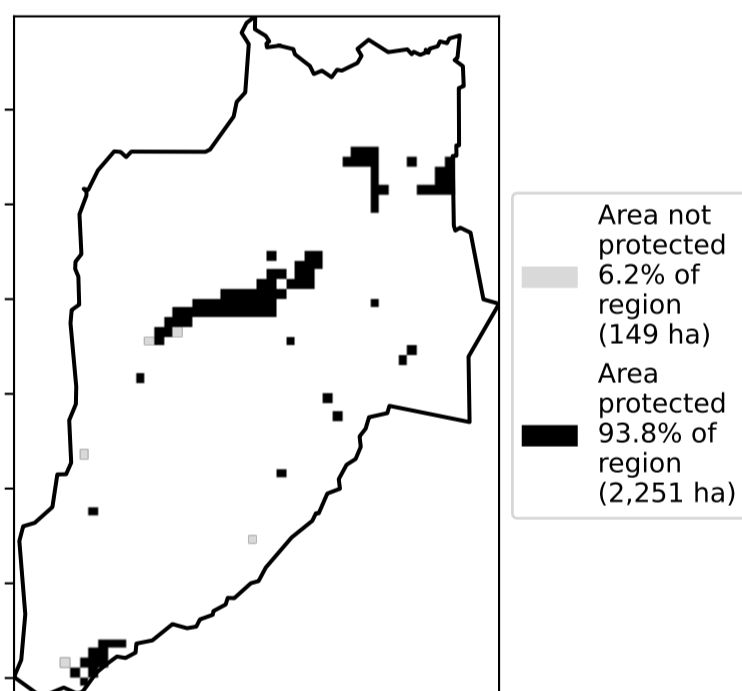 Area not
protected
6.2% of
region
(149 ha)
Area
protected
93.8% of
region
(2,251 ha)